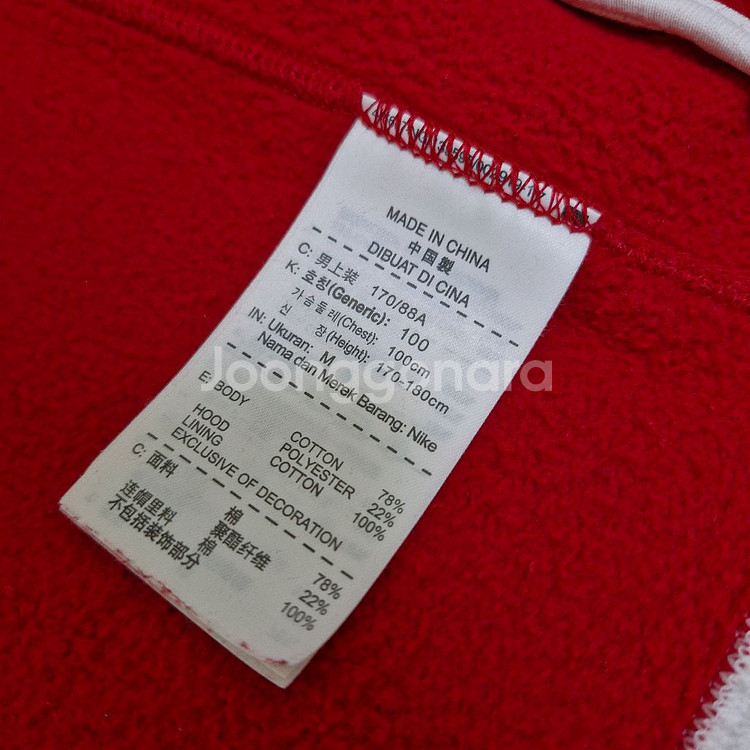 MADE IN CHINA
中国製
DIBUAT DI CINA
C: 男上装 170/88A
K: 호칭(Generic): 100
가슴둘레(Chest): 100cm
신 장(Height): 170-180cm
IN: Ukuran: M
Nama dan Merek Barang: Nike
E: BODY COTTON 78%
POLYESTER 22%
HOOD LINING COTTON 100%
EXCLUSIVE OF DECORATION
C: 面料 棉 78%
聚酯纤维 22%
连帽里料 棉 100%
不包括装饰部分
Joonggonara